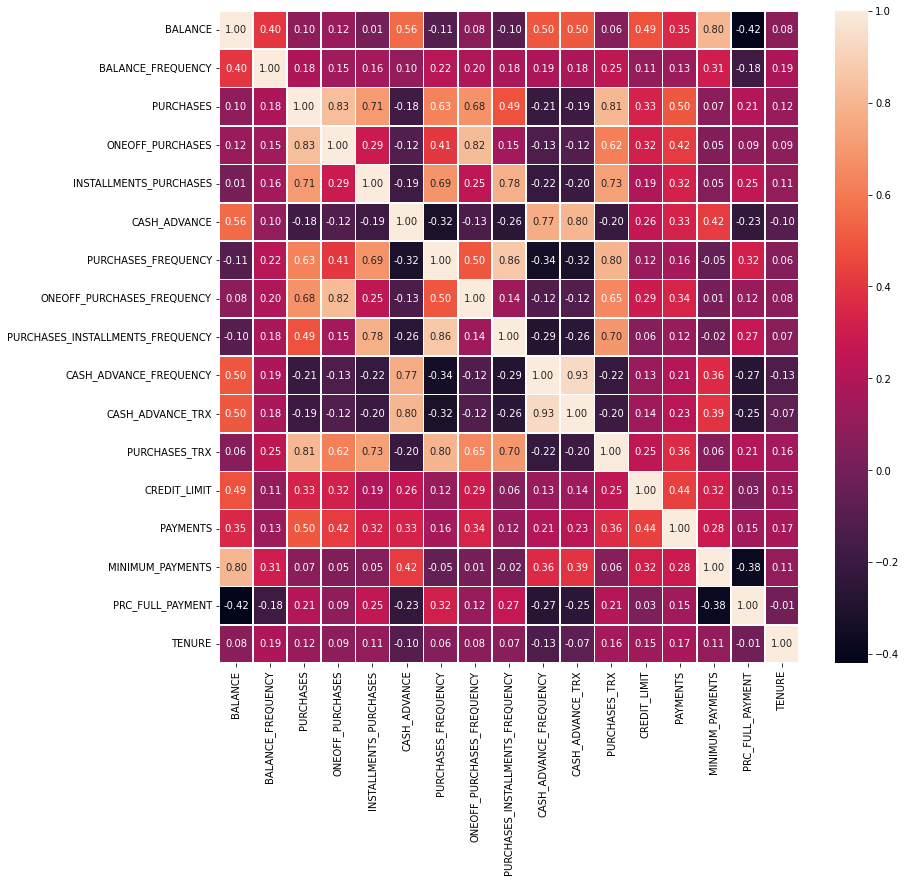 BALANCE 1.00 0.40 0.10 0.12 0.01 0.56 -0.11 0.08 -0.10 0.50 0.50 0.06 0.49 0.35 0.80 -0.42 0.08
BALANCE_FREQUENCY 0.40 1.00 0.18 0.15 0.16 0.10 0.22 0.20 0.18 0.19 0.18 0.25 0.11 0.13 0.31 -0.18 0.19
PURCHASES 0.10 0.18 1.00 0.83 0.71 -0.18 0.63 0.68 0.49 -0.21 -0.19 0.81 0.33 0.50 0.07 0.21 0.12
ONEOFF_PURCHASES 0.12 0.15 0.83 1.00 0.29 -0.12 0.41 0.82 0.15 -0.13 -0.12 0.62 0.32 0.42 0.05 0.09 0.09
INSTALLMENTS_PURCHASES 0.01 0.16 0.71 0.29 1.00 -0.19 0.69 0.25 0.78 -0.22 -0.20 0.73 0.19 0.32 0.05 0.25 0.11
CASH_ADVANCE 0.56 0.10 -0.18 -0.12 -0.19 1.00 -0.32 -0.13 -0.26 0.77 0.80 -0.20 0.26 0.33 0.42 -0.23 -0.10
PURCHASES_FREQUENCY -0.11 0.22 0.63 0.41 0.69 -0.32 1.00 0.50 0.86 -0.34 -0.32 0.80 0.12 0.16 -0.05 0.32 0.06
ONEOFF_PURCHASES_FREQUENCY 0.08 0.20 0.68 0.82 0.25 -0.13 0.50 1.00 0.14 -0.12 -0.12 0.65 0.29 0.34 0.01 0.12 0.08
PURCHASES_INSTALLMENTS_FREQUENCY -0.10 0.18 0.49 0.15 0.78 -0.26 0.86 0.14 1.00 -0.29 -0.26 0.70 0.06 0.12 -0.02 0.27 0.07
CASH_ADVANCE_FREQUENCY 0.50 0.19 -0.21 -0.13 -0.22 0.77 -0.34 -0.12 -0.29 1.00 0.93 -0.22 0.13 0.21 0.36 -0.27 -0.13
CASH_ADVANCE_TRX 0.50 0.18 -0.19 -0.12 -0.20 0.80 -0.32 -0.12 -0.26 0.93 1.00 -0.20 0.14 0.23 0.39 -0.25 -0.07
PURCHASES_TRX 0.06 0.25 0.81 0.62 0.73 -0.20 0.80 0.65 0.70 -0.22 -0.20 1.00 0.25 0.36 0.06 0.21 0.16
CREDIT_LIMIT 0.49 0.11 0.33 0.32 0.19 0.26 0.12 0.29 0.06 0.13 0.14 0.25 1.00 0.44 0.32 0.03 0.15
PAYMENTS 0.35 0.13 0.50 0.42 0.32 0.33 0.16 0.34 0.12 0.21 0.23 0.36 0.44 1.00 0.28 0.15 0.17
MINIMUM_PAYMENTS 0.80 0.31 0.07 0.05 0.05 0.42 -0.05 0.01 -0.02 0.36 0.39 0.06 0.32 0.28 1.00 -0.38 0.11
PRC_FULL_PAYMENT -0.42 -0.18 0.21 0.09 0.25 -0.23 0.32 0.12 0.27 -0.27 -0.25 0.21 0.03 0.15 -0.38 1.00 -0.01
TENURE 0.08 0.19 0.12 0.09 0.11 -0.10 0.06 0.08 0.07 -0.13 -0.07 0.16 0.15 0.17 0.11 -0.01 1.00
BALANCE
BALANCE_FREQUENCY
PURCHASES
ONEOFF_PURCHASES
INSTALLMENTS_PURCHASES
CASH_ADVANCE
PURCHASES_FREQUENCY
ONEOFF_PURCHASES_FREQUENCY
PURCHASES_INSTALLMENTS_FREQUENCY
CASH_ADVANCE_FREQUENCY
CASH_ADVANCE_TRX
PURCHASES_TRX
CREDIT_LIMIT
PAYMENTS
MINIMUM_PAYMENTS
PRC_FULL_PAYMENT
TENURE
1.0
0.8
0.6
0.4
0.2
0.0
−0.2
−0.4